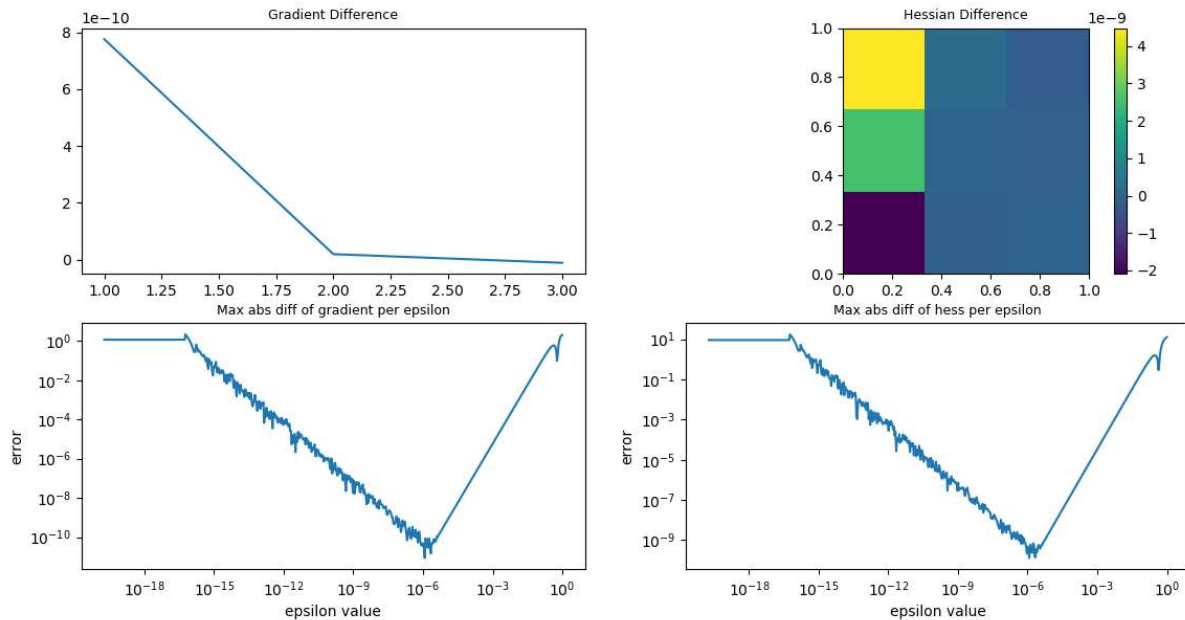 Gradient Difference
1e−10
8
6
4
2
0
1.00 1.25 1.50 1.75 2.00 2.25 2.50 2.75 3.00
Hessian Difference
1.0
0.8
0.6
0.4
0.2
0.0
0.0 0.2 0.4 0.6 0.8 1.0
1e−9
4
3
2
1
0
−1
−2
Max abs diff of gradient per epsilon
error
10^0
10^−2
10^−4
10^−6
10^−8
10^−10
10^−18 10^−15 10^−12 10^−9 10^−6 10^−3 10^0
epsilon value
Max abs diff of hess per epsilon
error
10^1
10^−1
10^−3
10^−5
10^−7
10^−9
10^−18 10^−15 10^−12 10^−9 10^−6 10^−3 10^0
epsilon value